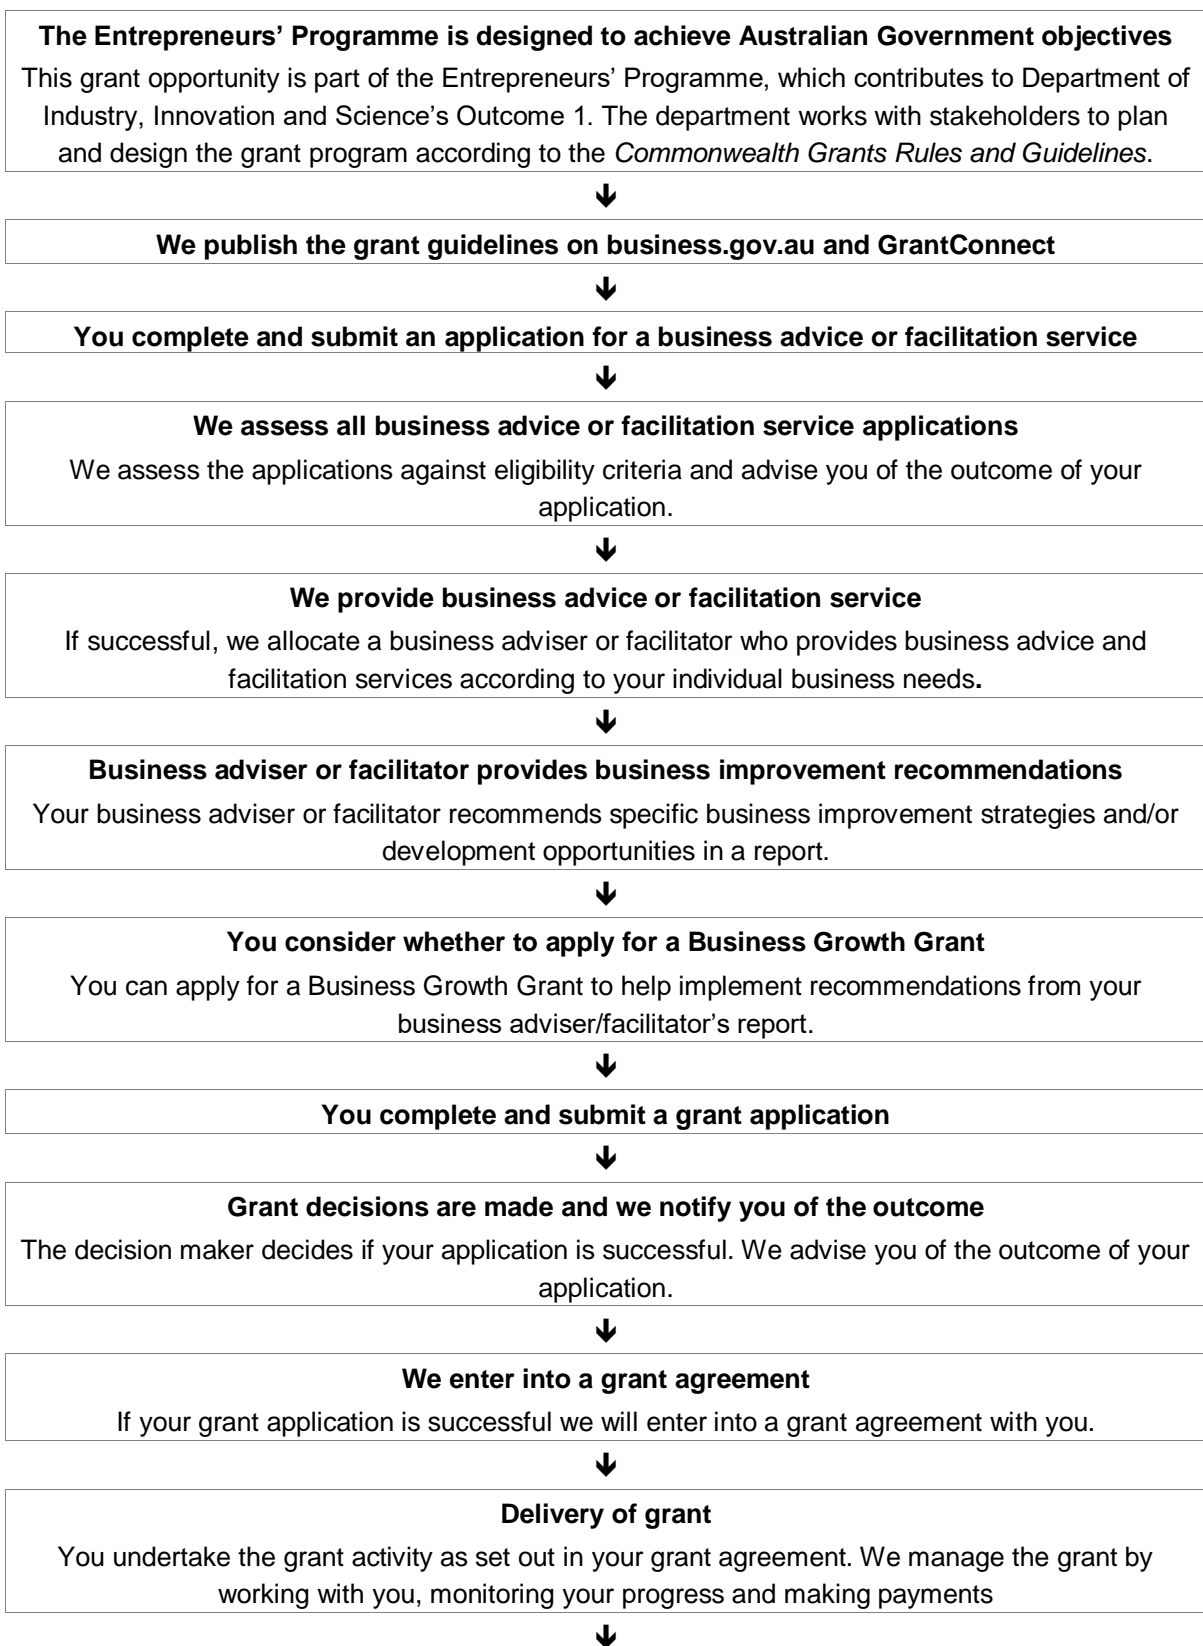 The Entrepreneurs’ Programme is designed to achieve Australian Government objectives
This grant opportunity is part of the Entrepreneurs’ Programme, which contributes to Department of
Industry, Innovation and Science’s Outcome 1. The department works with stakeholders to plan
and design the grant program according to the Commonwealth Grants Rules and Guidelines.
We publish the grant guidelines on business.gov.au and GrantConnect
You complete and submit an application for a business advice or facilitation service
We assess all business advice or facilitation service applications
We assess the applications against eligibility criteria and advise you of the outcome of your
application.
We provide business advice or facilitation service
If successful, we allocate a business adviser or facilitator who provides business advice and
facilitation services according to your individual business needs.
Business adviser or facilitator provides business improvement recommendations
Your business adviser or facilitator recommends specific business improvement strategies and/or
development opportunities in a report.
You consider whether to apply for a Business Growth Grant
You can apply for a Business Growth Grant to help implement recommendations from your
business adviser/facilitator’s report.
You complete and submit a grant application
Grant decisions are made and we notify you of the outcome
The decision maker decides if your application is successful. We advise you of the outcome of your
application.
We enter into a grant agreement
If your grant application is successful we will enter into a grant agreement with you.
Delivery of grant
You undertake the grant activity as set out in your grant agreement. We manage the grant by
working with you, monitoring your progress and making payments